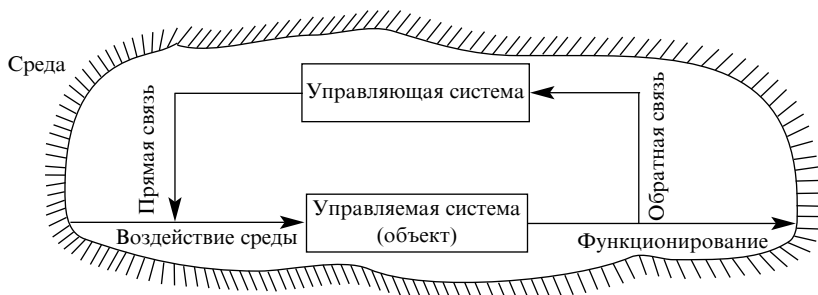 Среда
Управляющая система
Прямая связь
Обратная связь
Управляемая система
(объект)
Воздействие среды
Функционирование